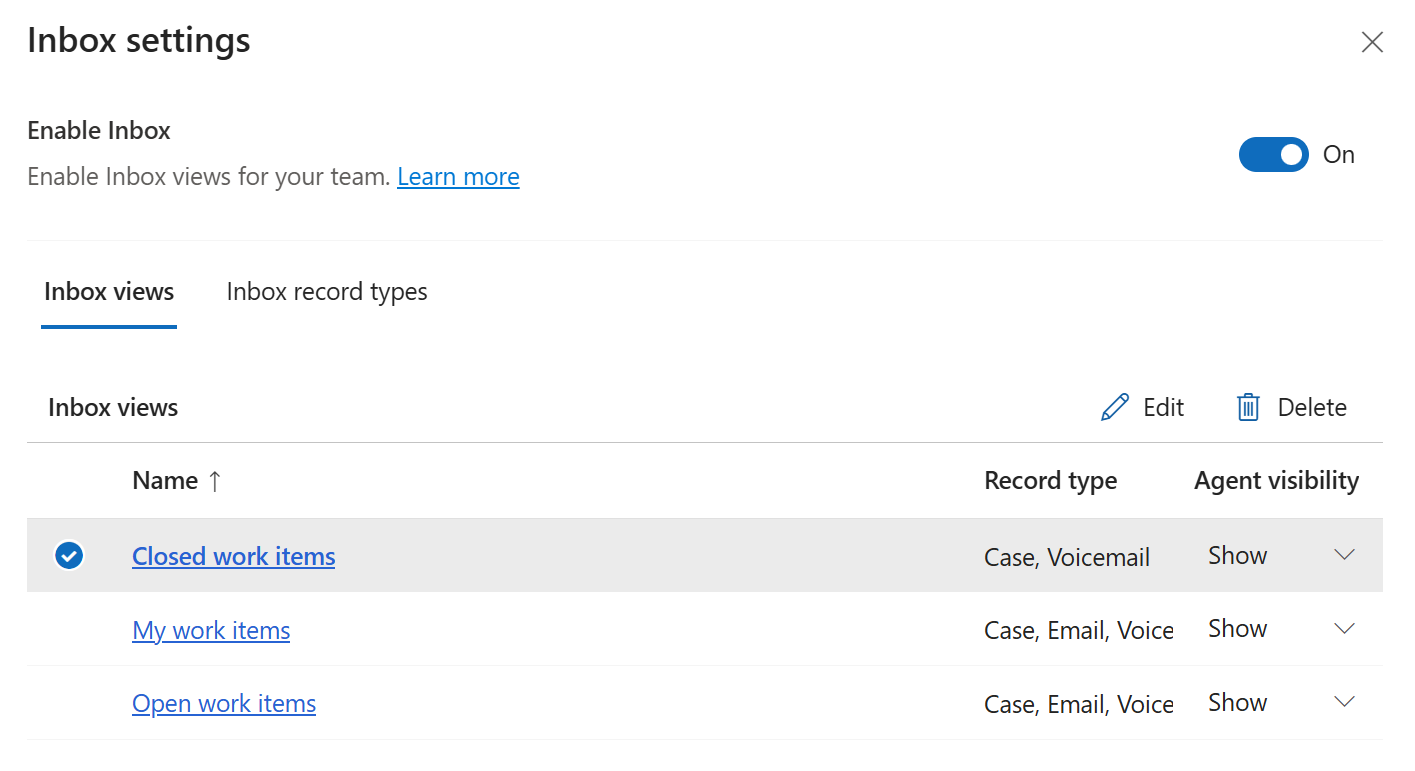 Inbox settings
Enable Inbox
Enable Inbox views for your team. Learn more
On
Inbox views Inbox record types
Inbox views Edit Delete
Name ↑ Record type Agent visibility
Closed work items Case, Voicemail Show
My work items Case, Email, Voice Show
Open work items Case, Email, Voice Show